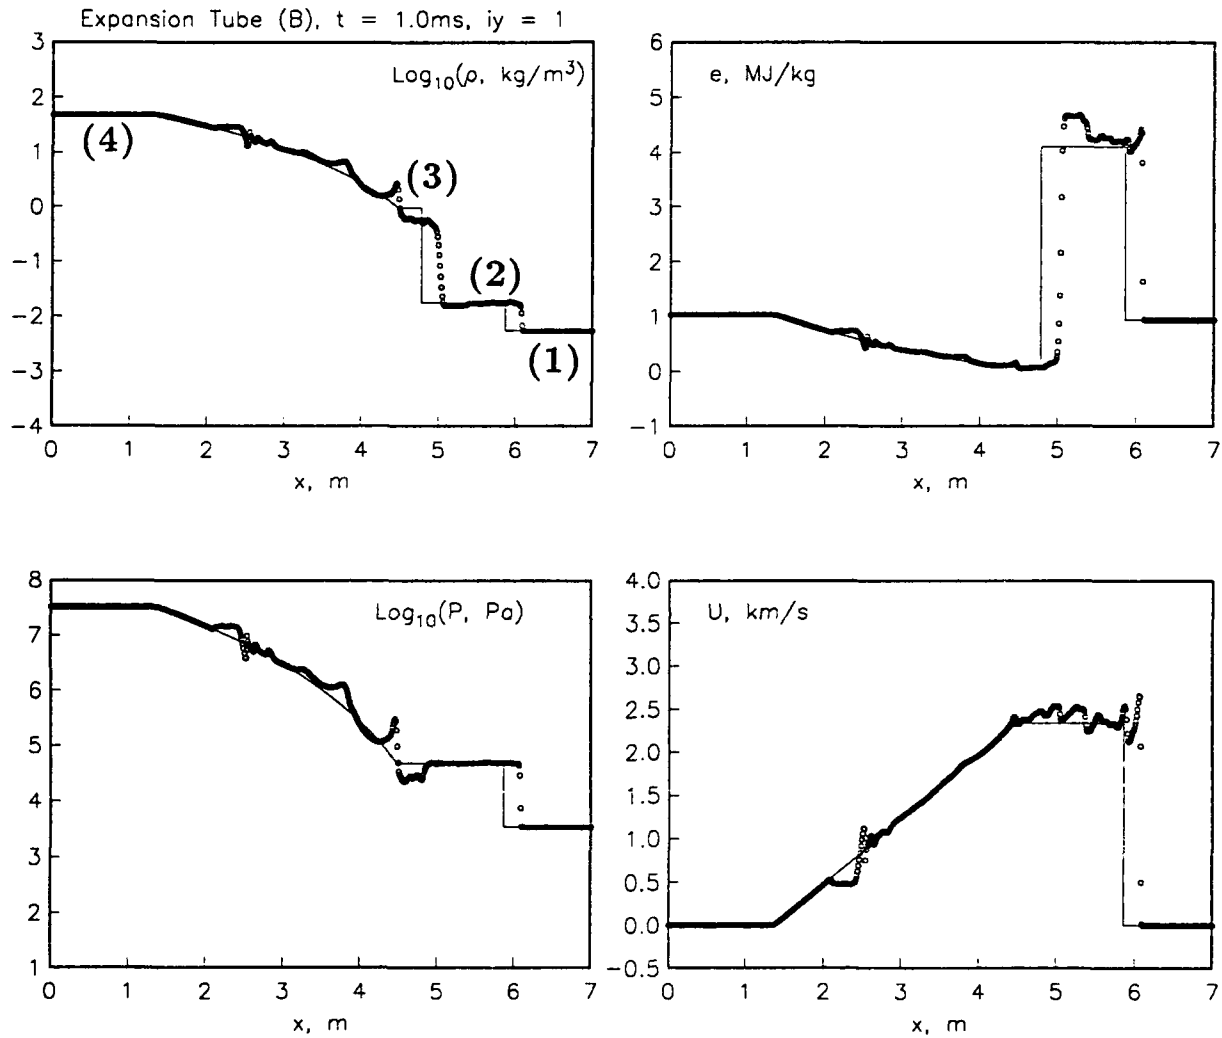 Expansion Tube (B), t = 1.0ms, iy = 1
3
2
1
0
−1
−2
−3
−4
Log10(ρ, kg/m3)
(4)
(3)
(2)
(1)
0 1 2 3 4 5 6 7
x, m
6
5
4
3
2
1
0
−1
e, MJ/kg
0 1 2 3 4 5 6 7
x, m
8
7
6
5
4
3
2
1
Log10(P, Pa)
0 1 2 3 4 5 6 7
x, m
4.0
3.5
3.0
2.5
2.0
1.5
1.0
0.5
0.0
−0.5
U, km/s
0 1 2 3 4 5 6 7
x, m